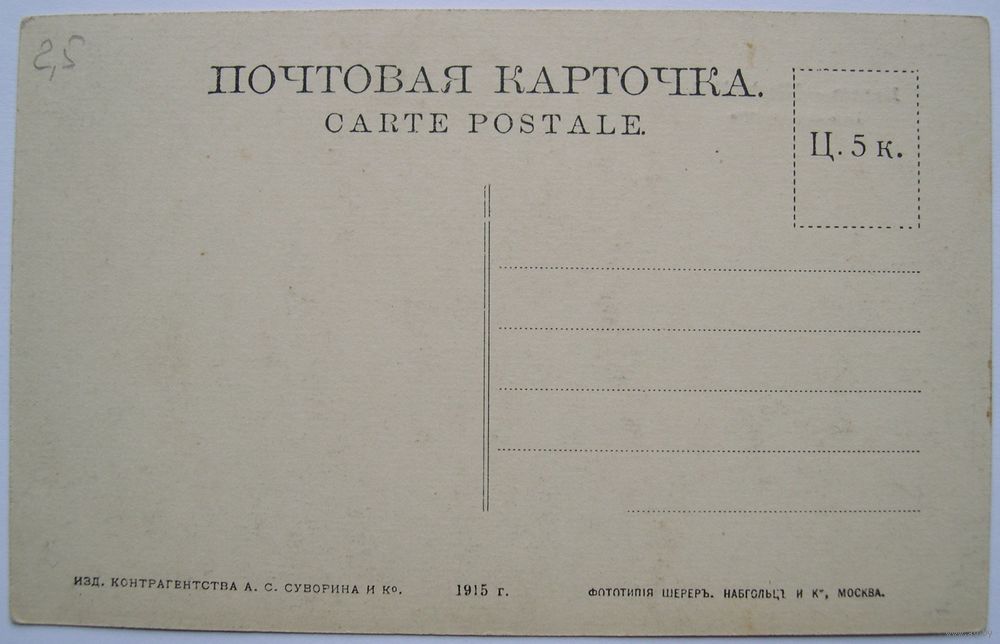 2,5
ПОЧТОВАЯ КАРТОЧКА.
CARTE POSTALE.
Ц. 5 к.
ИЗД. КОНТРАГЕНТСТВА А. С. СУВОРИНА И Ко. 1915 г. ФОТОТИПІЯ ШЕРЕРЪ. НАБГОЛЬЦЪ И Ко, МОСКВА.